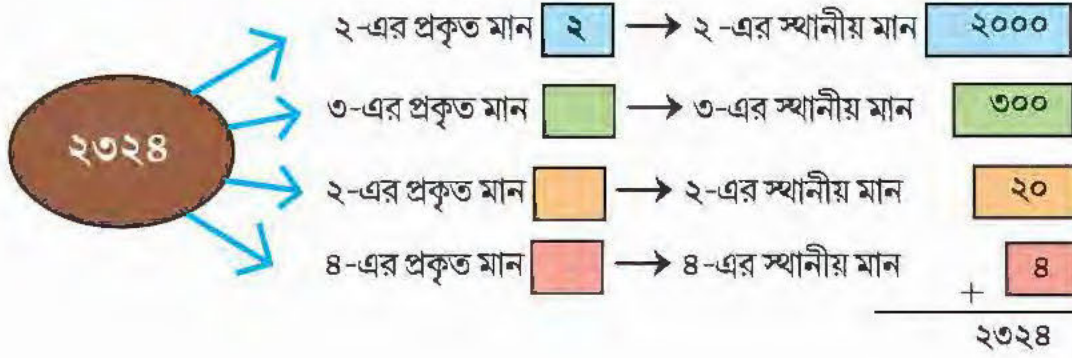 ২-এর প্রকৃত মান ২ → ২-এর স্থানীয় মান ২০০০
৩-এর প্রকৃত মান → ৩-এর স্থানীয় মান ৩০০
২৩২৪
২-এর প্রকৃত মান → ২-এর স্থানীয় মান ২০
৪-এর প্রকৃত মান → ৪-এর স্থানীয় মান ৪
+
২৩২৪